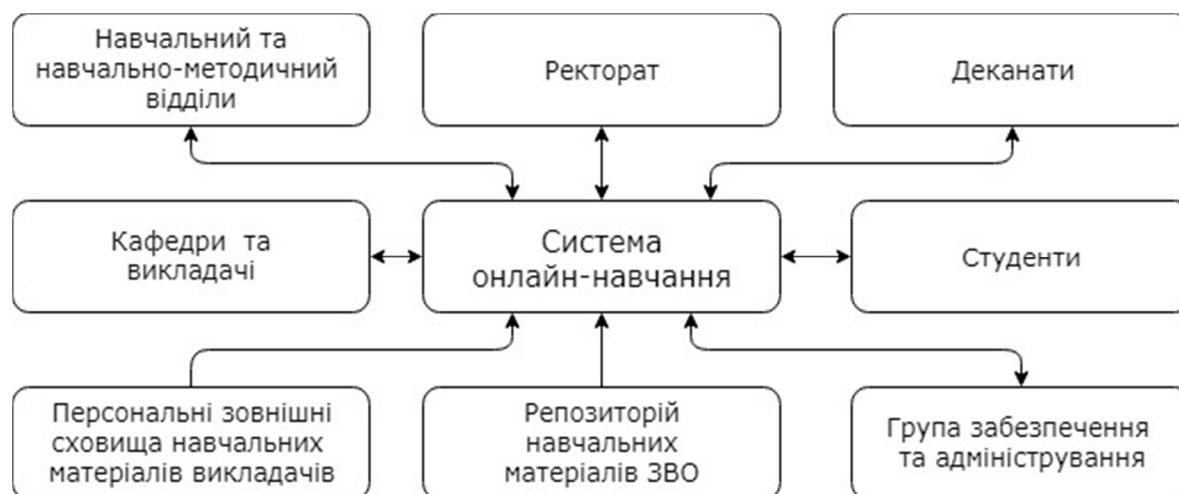 Навчальний та
навчально-методичний
відділи
Ректорат
Деканати
Кафедри та
викладачі
Система
онлайн-навчання
Студенти
Персональні зовнішні
сховища навчальних
матеріалів викладачів
Репозиторій
навчальних
матеріалів ЗВО
Група забезпечення
та адміністрування